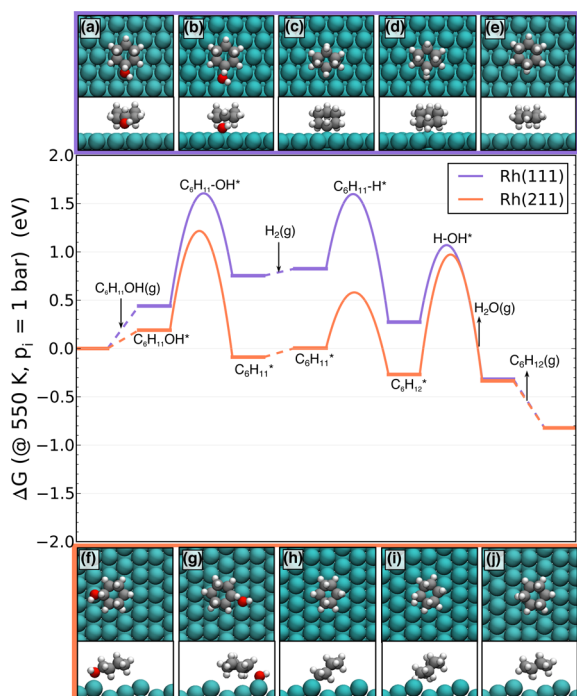 (a) (b) (c) (d) (e)
2.0
1.5
1.0
0.5
0.0
−0.5
−1.0
−1.5
−2.0
ΔG (@ 550 K, pᵢ = 1 bar) (eV)
Rh(111)
Rh(211)
C₆H₁₁-OH*
C₆H₁₁-H*
H₂(g)
H-OH*
C₆H₁₁OH(g)
H₂O(g)
C₆H₁₁OH*
C₆H₁₁*
C₆H₁₁*
C₆H₁₂*
C₆H₁₂(g)
(f) (g) (h) (i) (j)